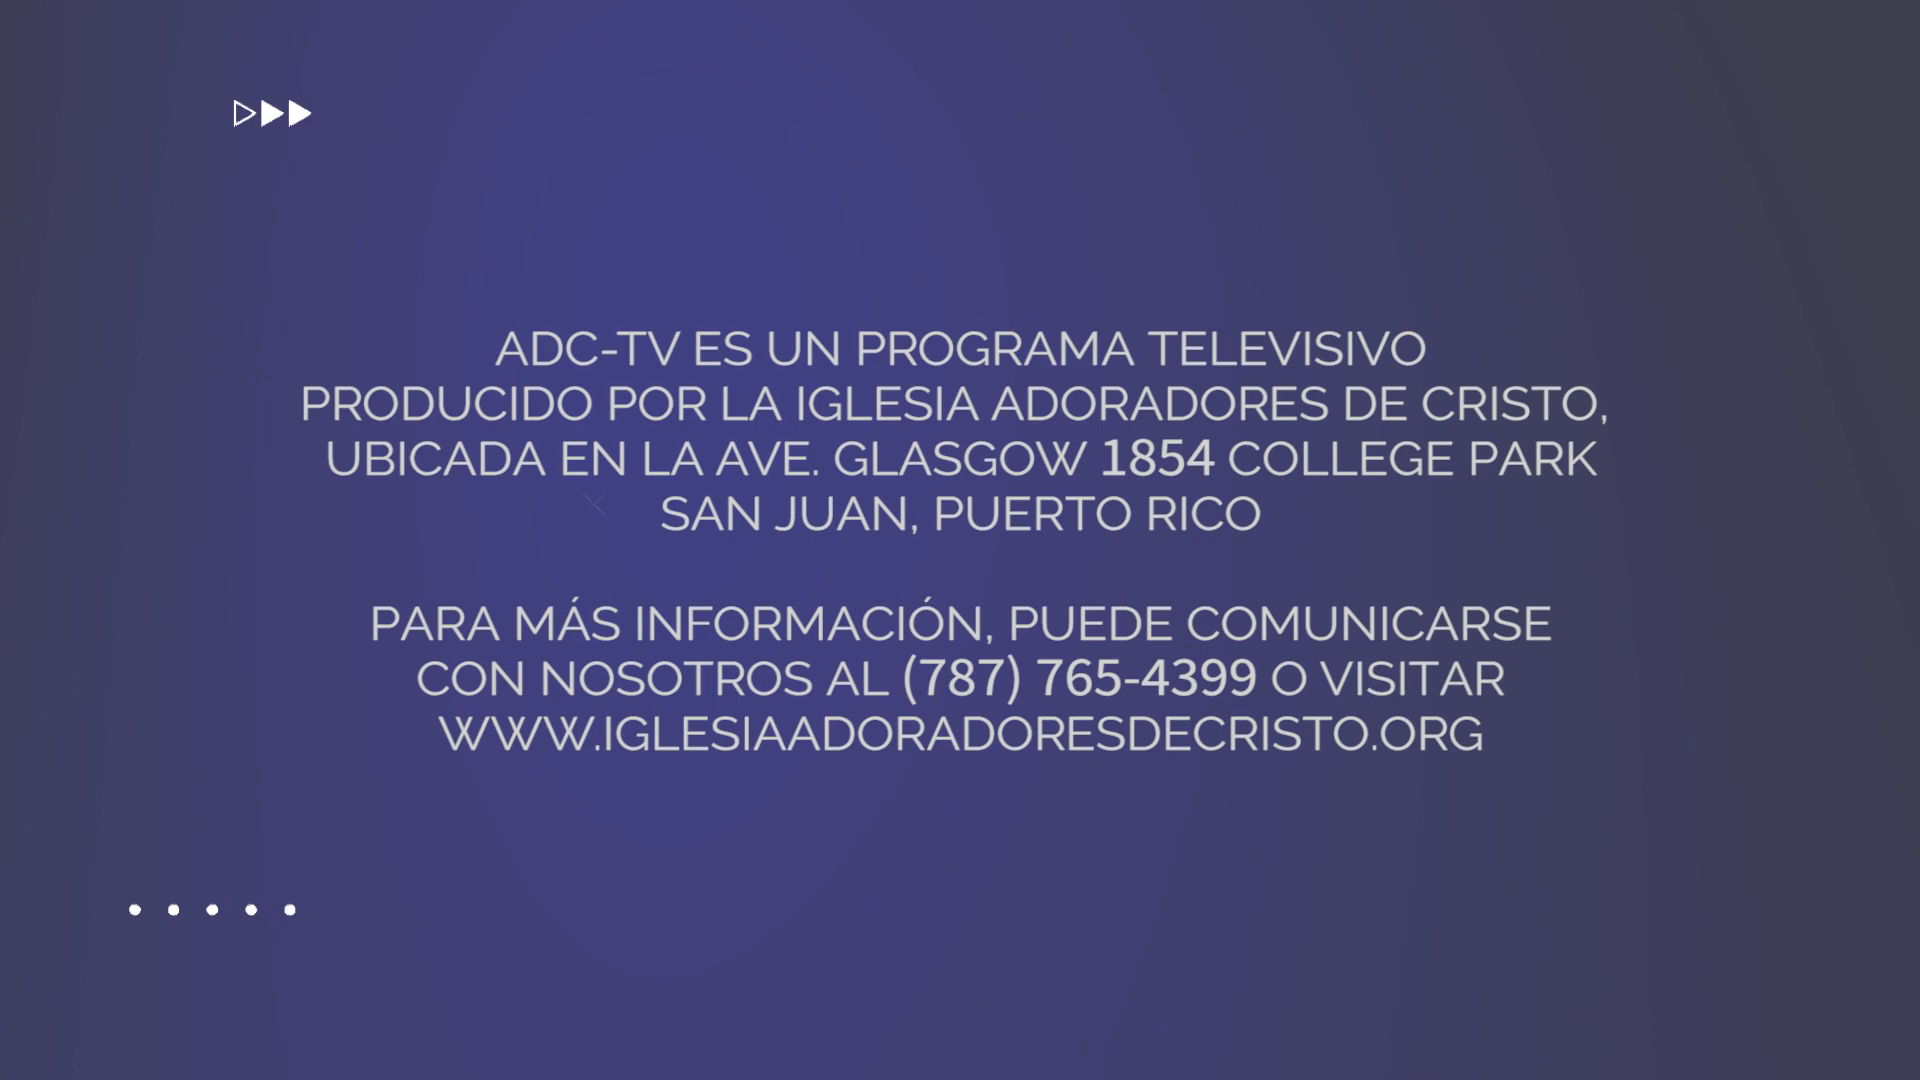 ADC-TV ES UN PROGRAMA TELEVISIVO
PRODUCIDO POR LA IGLESIA ADORADORES DE CRISTO,
UBICADA EN LA AVE. GLASGOW 1854 COLLEGE PARK
SAN JUAN, PUERTO RICO
PARA MÁS INFORMACIÓN, PUEDE COMUNICARSE
CON NOSOTROS AL (787) 765-4399 O VISITAR
WWW.IGLESIAADORADORESDECRISTO.ORG